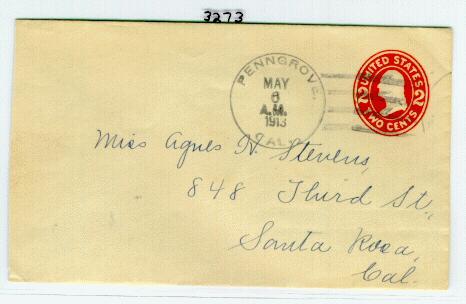 3273
PENNGROVE,
MAY
6
A.M.
1913
CAL.
UNITED STATES
2 2
TWO CENTS
Miss Agnes H. Stevens,
848 Third St.,
Santa Rosa,
Cal.